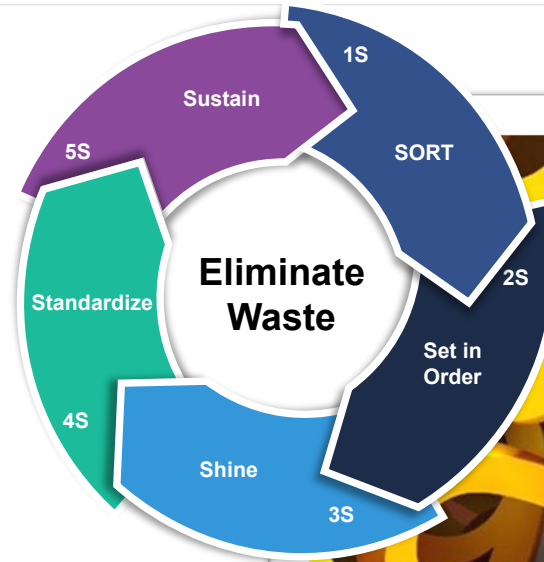 1S
SORT
2S
Set in
Order
3S
Shine
4S
Standardize
5S
Sustain
Eliminate
Waste